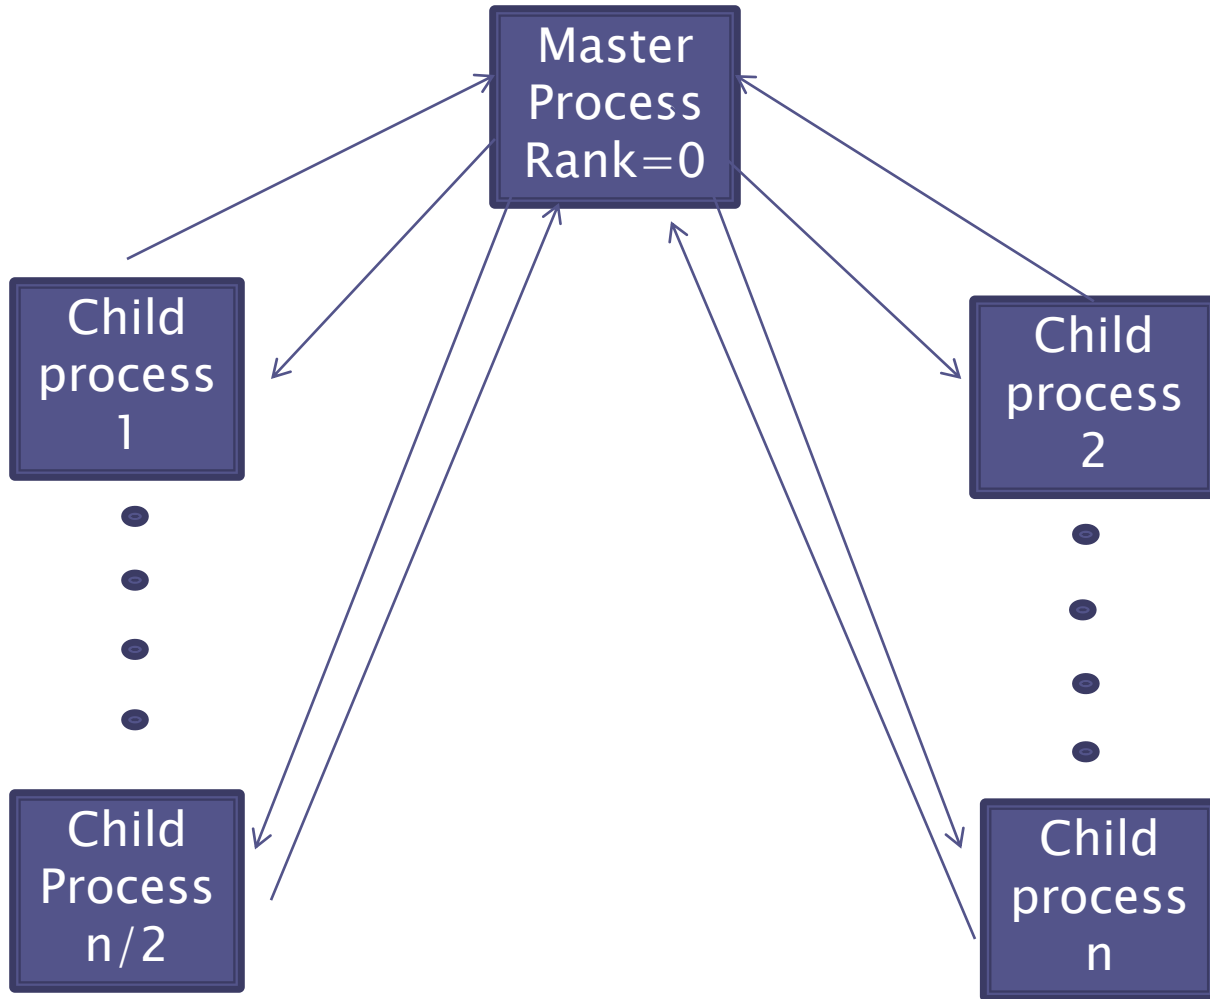 Master
Process
Rank=0
Child
process
1
Child
process
2
Child
Process
n/2
Child
process
n